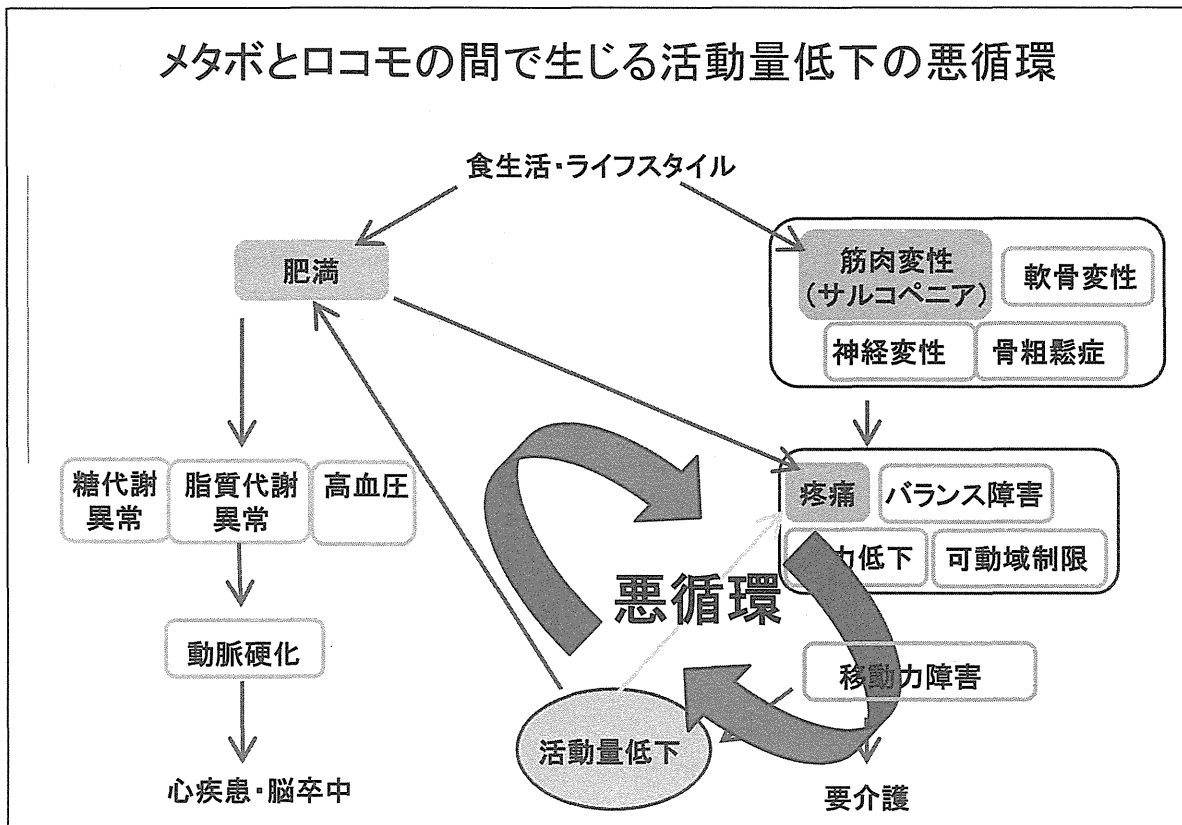 メタボとロコモの間で生じる活動量低下の悪循環
食生活・ライフスタイル
肥満
筋肉変性
(サルコペニア)
軟骨変性
神経変性
骨粗鬆症
糖代謝
異常
脂質代謝
異常
高血圧
疼痛
バランス障害
力低下
可動域制限
悪循環
動脈硬化
移動力障害
活動量低下
心疾患・脳卒中
要介護